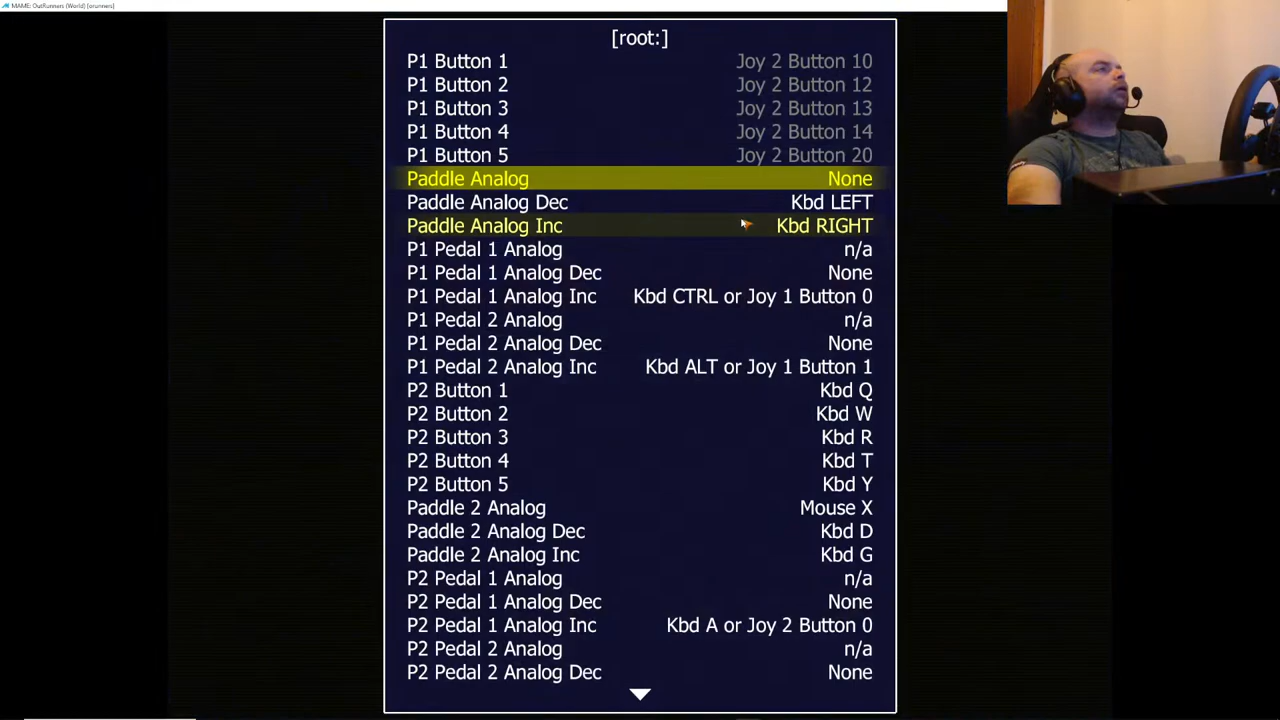 MAME: OutRunners (World) [orunners]
[root:]
P1 Button 1 Joy 2 Button 10
P1 Button 2 Joy 2 Button 12
P1 Button 3 Joy 2 Button 13
P1 Button 4 Joy 2 Button 14
P1 Button 5 Joy 2 Button 20
Paddle Analog None
Paddle Analog Dec Kbd LEFT
Paddle Analog Inc Kbd RIGHT
P1 Pedal 1 Analog n/a
P1 Pedal 1 Analog Dec None
P1 Pedal 1 Analog Inc Kbd CTRL or Joy 1 Button 0
P1 Pedal 2 Analog n/a
P1 Pedal 2 Analog Dec None
P1 Pedal 2 Analog Inc Kbd ALT or Joy 1 Button 1
P2 Button 1 Kbd Q
P2 Button 2 Kbd W
P2 Button 3 Kbd R
P2 Button 4 Kbd T
P2 Button 5 Kbd Y
Paddle 2 Analog Mouse X
Paddle 2 Analog Dec Kbd D
Paddle 2 Analog Inc Kbd G
P2 Pedal 1 Analog n/a
P2 Pedal 1 Analog Dec None
P2 Pedal 1 Analog Inc Kbd A or Joy 2 Button 0
P2 Pedal 2 Analog n/a
P2 Pedal 2 Analog Dec None